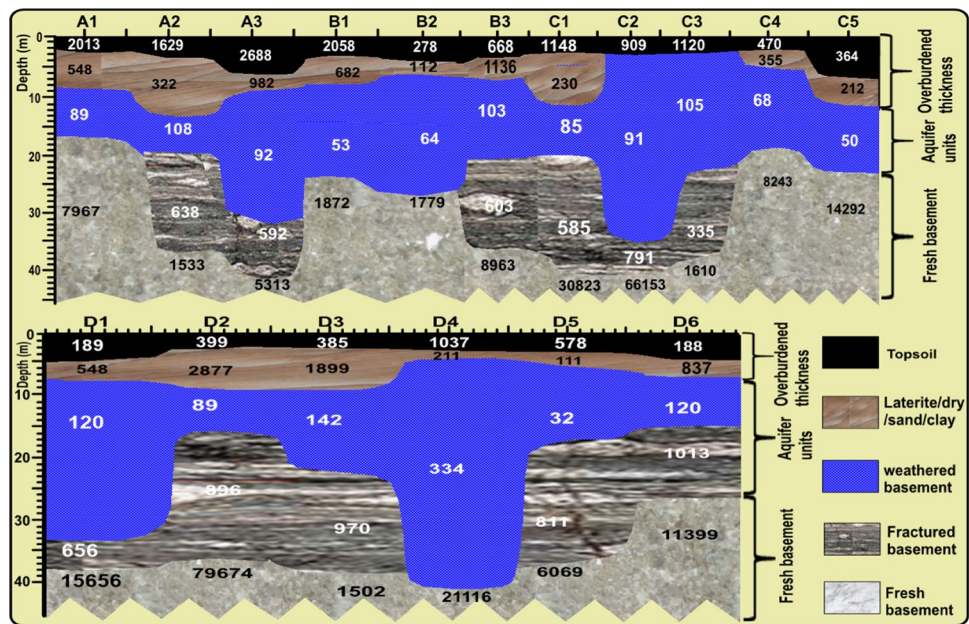 A1 A2 A3 B1 B2 B3 C1 C2 C3 C4 C5
Depth (m)
0
10
20
30
40
2013 1629 2688 2058 278 668 1148 909 1120 470 364
548 322 982 682 112 1136 230 355 212
89 108 92 53 64 103 85 91 105 68 50
7967 638 592 1872 1779 603 585 791 335 8243 14292
1533 5313 8963 30823 66153 1610
Overburdened
thickness
Aquifer
units
Fresh basement
D1 D2 D3 D4 D5 D6
Depth (m)
0
10
20
30
40
189 399 385 1037 578 188
548 2877 1899 211 111 837
120 89 142 334 32 120
656 896 970 811 1013
15656 79674 1502 21116 6069 11399
Overburdened
thickness
Aquifer
units
Fresh basement
Topsoil
Laterite/dry
/sand/clay
weathered
basement
Fractured
basement
Fresh
basement